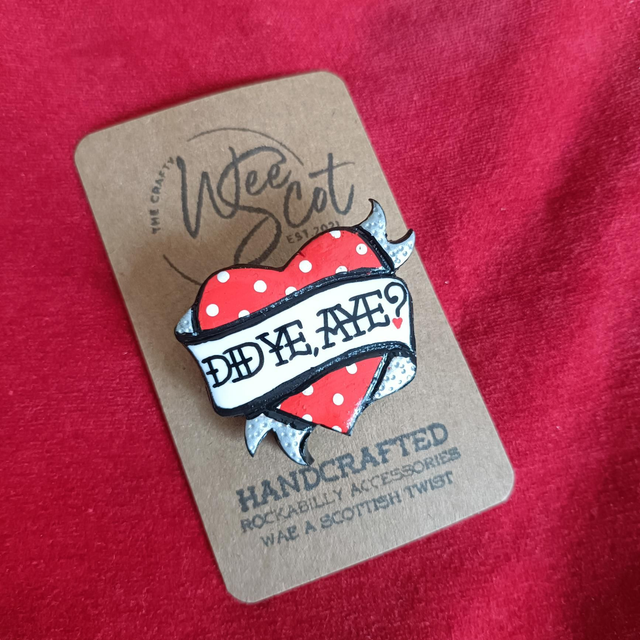 THE CRAFTY
Wee
Scot
EST. 2021
DID YE, AYE?
HANDCRAFTED
ROCKABILLY ACCESSORIES
WAE A SCOTTISH TWIST